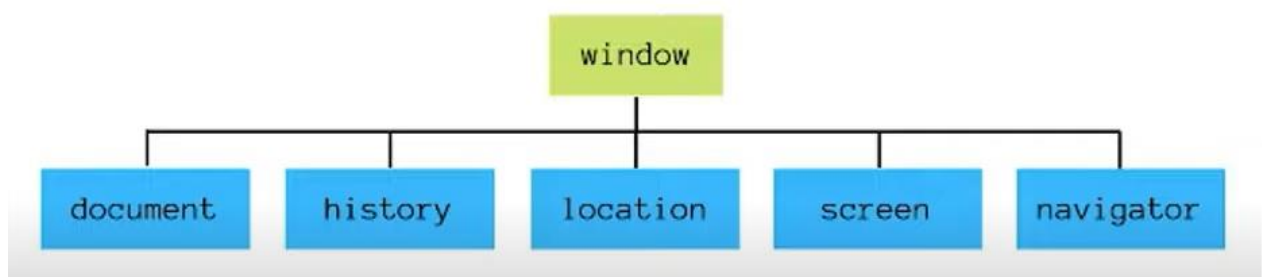 window
document
history
location
screen
navigator